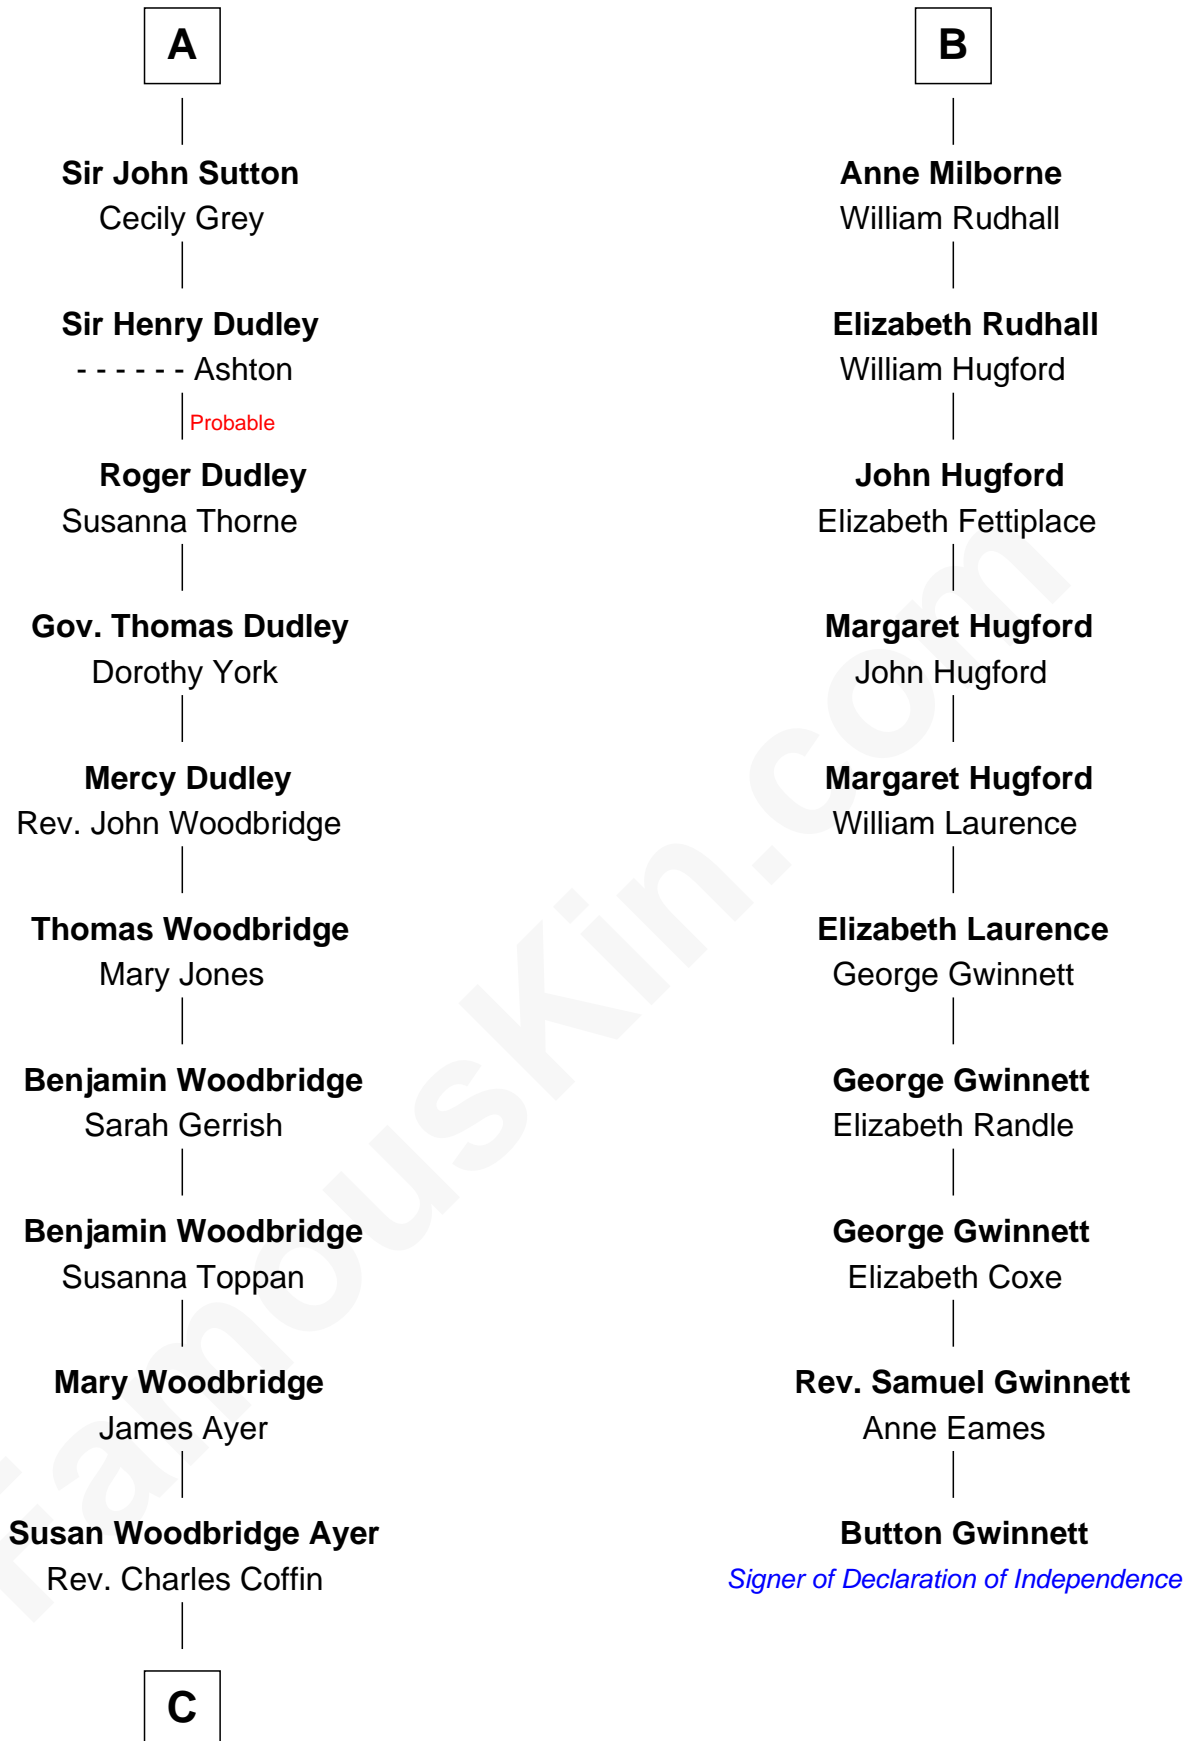 A
Sir John Sutton
Cecily Grey
Sir Henry Dudley
- - - - - - Ashton
Probable
Roger Dudley
Susanna Thorne
Gov. Thomas Dudley
Dorothy York
Mercy Dudley
Rev. John Woodbridge
Thomas Woodbridge
Mary Jones
Benjamin Woodbridge
Sarah Gerrish
Benjamin Woodbridge
Susanna Toppan
Mary Woodbridge
James Ayer
Susan Woodbridge Ayer
Rev. Charles Coffin
C
B
Anne Milborne
William Rudhall
Elizabeth Rudhall
William Hugford
John Hugford
Elizabeth Fettiplace
Margaret Hugford
John Hugford
Margaret Hugford
William Laurence
Elizabeth Laurence
George Gwinnett
George Gwinnett
Elizabeth Randle
George Gwinnett
Elizabeth Coxe
Rev. Samuel Gwinnett
Anne Eames
Button Gwinnett
Signer of Declaration of Independence
FamousKin.com